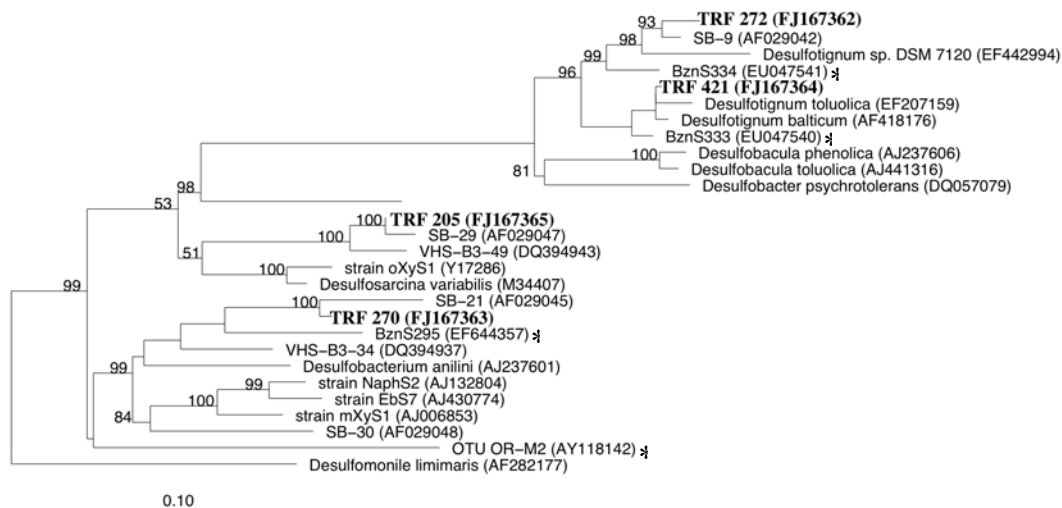 93
TRF 272 (FJ167362)
SB-9 (AF029042)
98
Desulfotignum sp. DSM 7120 (EF442994)
99
BznS334 (EU047541) *
96
TRF 421 (FJ167364)
Desulfotignum toluolica (EF207159)
Desulfotignum balticum (AF418176)
BznS333 (EU047540) *
100
Desulfobacula phenolica (AJ237606)
81
Desulfobacula toluolica (AJ441316)
Desulfobacter psychrotolerans (DQ057079)
98
53
100
TRF 205 (FJ167365)
100
SB-29 (AF029047)
VHS-B3-49 (DQ394943)
51
100
strain oXyS1 (Y17286)
Desulfosarcina variabilis (M34407)
99
100
SB-21 (AF029045)
TRF 270 (FJ167363)
BznS295 (EF644357) *
VHS-B3-34 (DQ394937)
99
Desulfobacterium anilini (AJ237601)
99
strain NaphS2 (AJ132804)
strain EbS7 (AJ430774)
100
84
strain mXyS1 (AJ006853)
SB-30 (AF029048)
OTU OR-M2 (AY118142) *
Desulfomonile limimaris (AF282177)
0.10